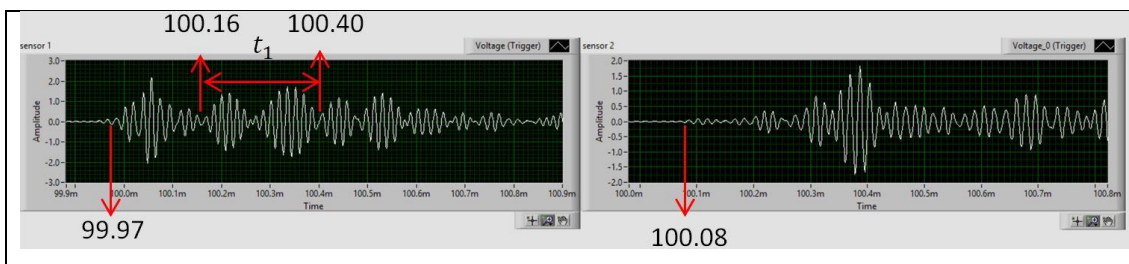 100.16
100.40
t₁
sensor 1
Voltage (Trigger)
3.0-
2.0-
1.0-
0.0-
-1.0-
-2.0-
-3.0-
Amplitude
99.9m
100.0m
100.1m
100.2m
100.3m
100.4m
100.5m
100.6m
100.7m
100.8m
100.9m
Time
99.97
sensor 2
Voltage_0 (Trigger)
2.0-
1.5-
1.0-
0.5-
0.0-
-0.5-
-1.0-
-1.5-
-2.0-
Amplitude
100.0m
100.1m
100.2m
100.3m
100.4m
100.5m
100.6m
100.7m
100.8m
Time
100.08